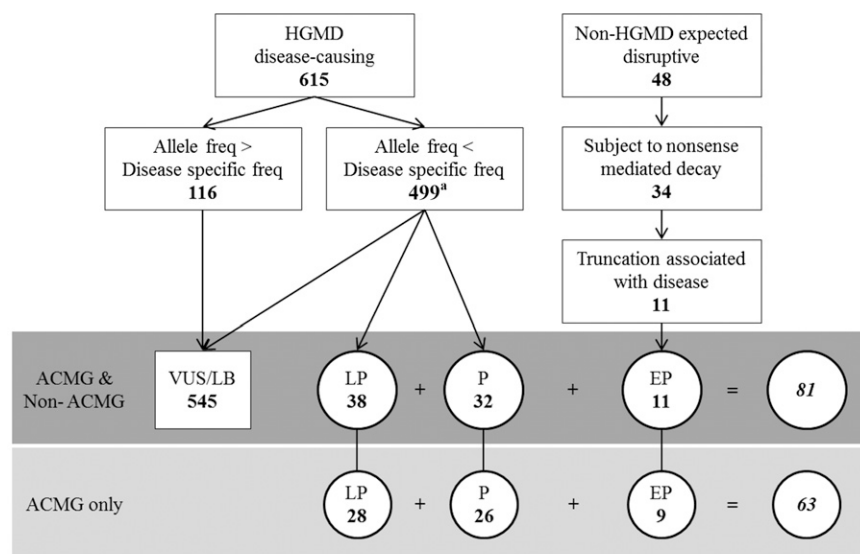 HGMD
disease-causing
615
Non-HGMD expected
disruptive
48
Allele freq >
Disease specific freq
116
Allele freq <
Disease specific freq
499ª
Subject to nonsense
mediated decay
34
Truncation associated
with disease
11
ACMG &
Non- ACMG
VUS/LB
545
LP
38
+
P
32
+
EP
11
=
81
ACMG only
LP
28
+
P
26
+
EP
9
=
63